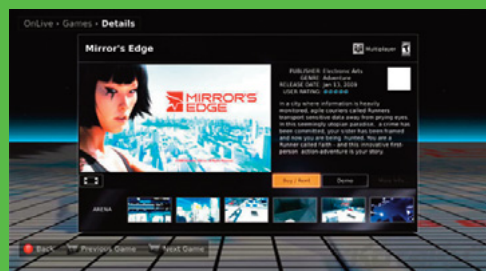 OnLive • Games • Details
Mirror's Edge
Multiplayer
T
MIRROR'S
EDGE
PUBLISHER: Electronic Arts
GENRE: Adventure
RELEASE DATE: Jan 13, 2009
USER RATING:
In a city where information is heavily
monitored, agile couriers called Runners
transport sensitive data away from prying eyes.
In this seemingly utopian paradise, a crime has
been committed, your sister has been framed
and now you are being hunted. You are a
Runner called Faith - and this innovative first-
person action-adventure is your story.
Buy / Rent
Demo
More Info
ARENA
Back
Previous Game
Next Game